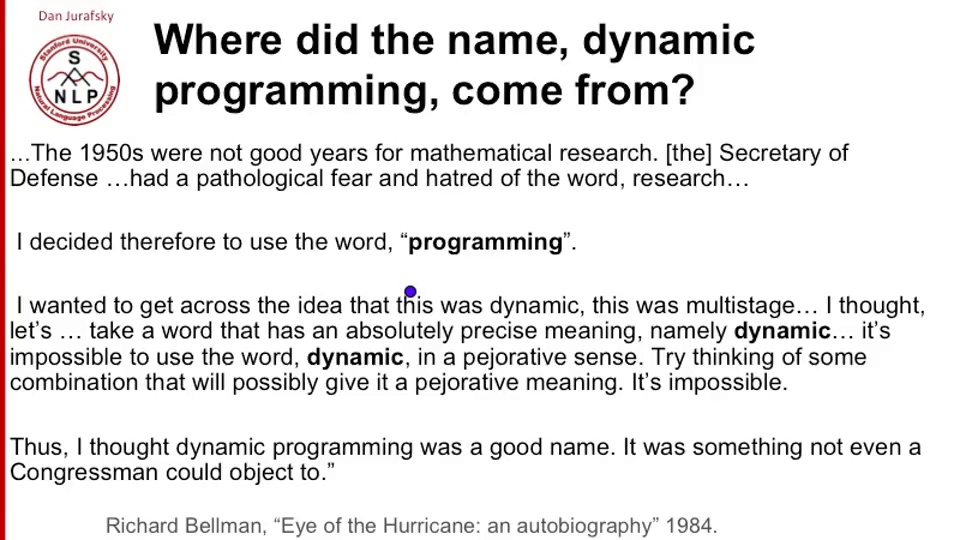 Dan Jurafsky
Stanford University
S
N L P
Natural Language Processing
Where did the name, dynamic
programming, come from?
…The 1950s were not good years for mathematical research. [the] Secretary of
Defense …had a pathological fear and hatred of the word, research…
I decided therefore to use the word, “programming”.
I wanted to get across the idea that this was dynamic, this was multistage… I thought,
let’s … take a word that has an absolutely precise meaning, namely dynamic… it’s
impossible to use the word, dynamic, in a pejorative sense. Try thinking of some
combination that will possibly give it a pejorative meaning. It’s impossible.
Thus, I thought dynamic programming was a good name. It was something not even a
Congressman could object to.”
Richard Bellman, “Eye of the Hurricane: an autobiography” 1984.